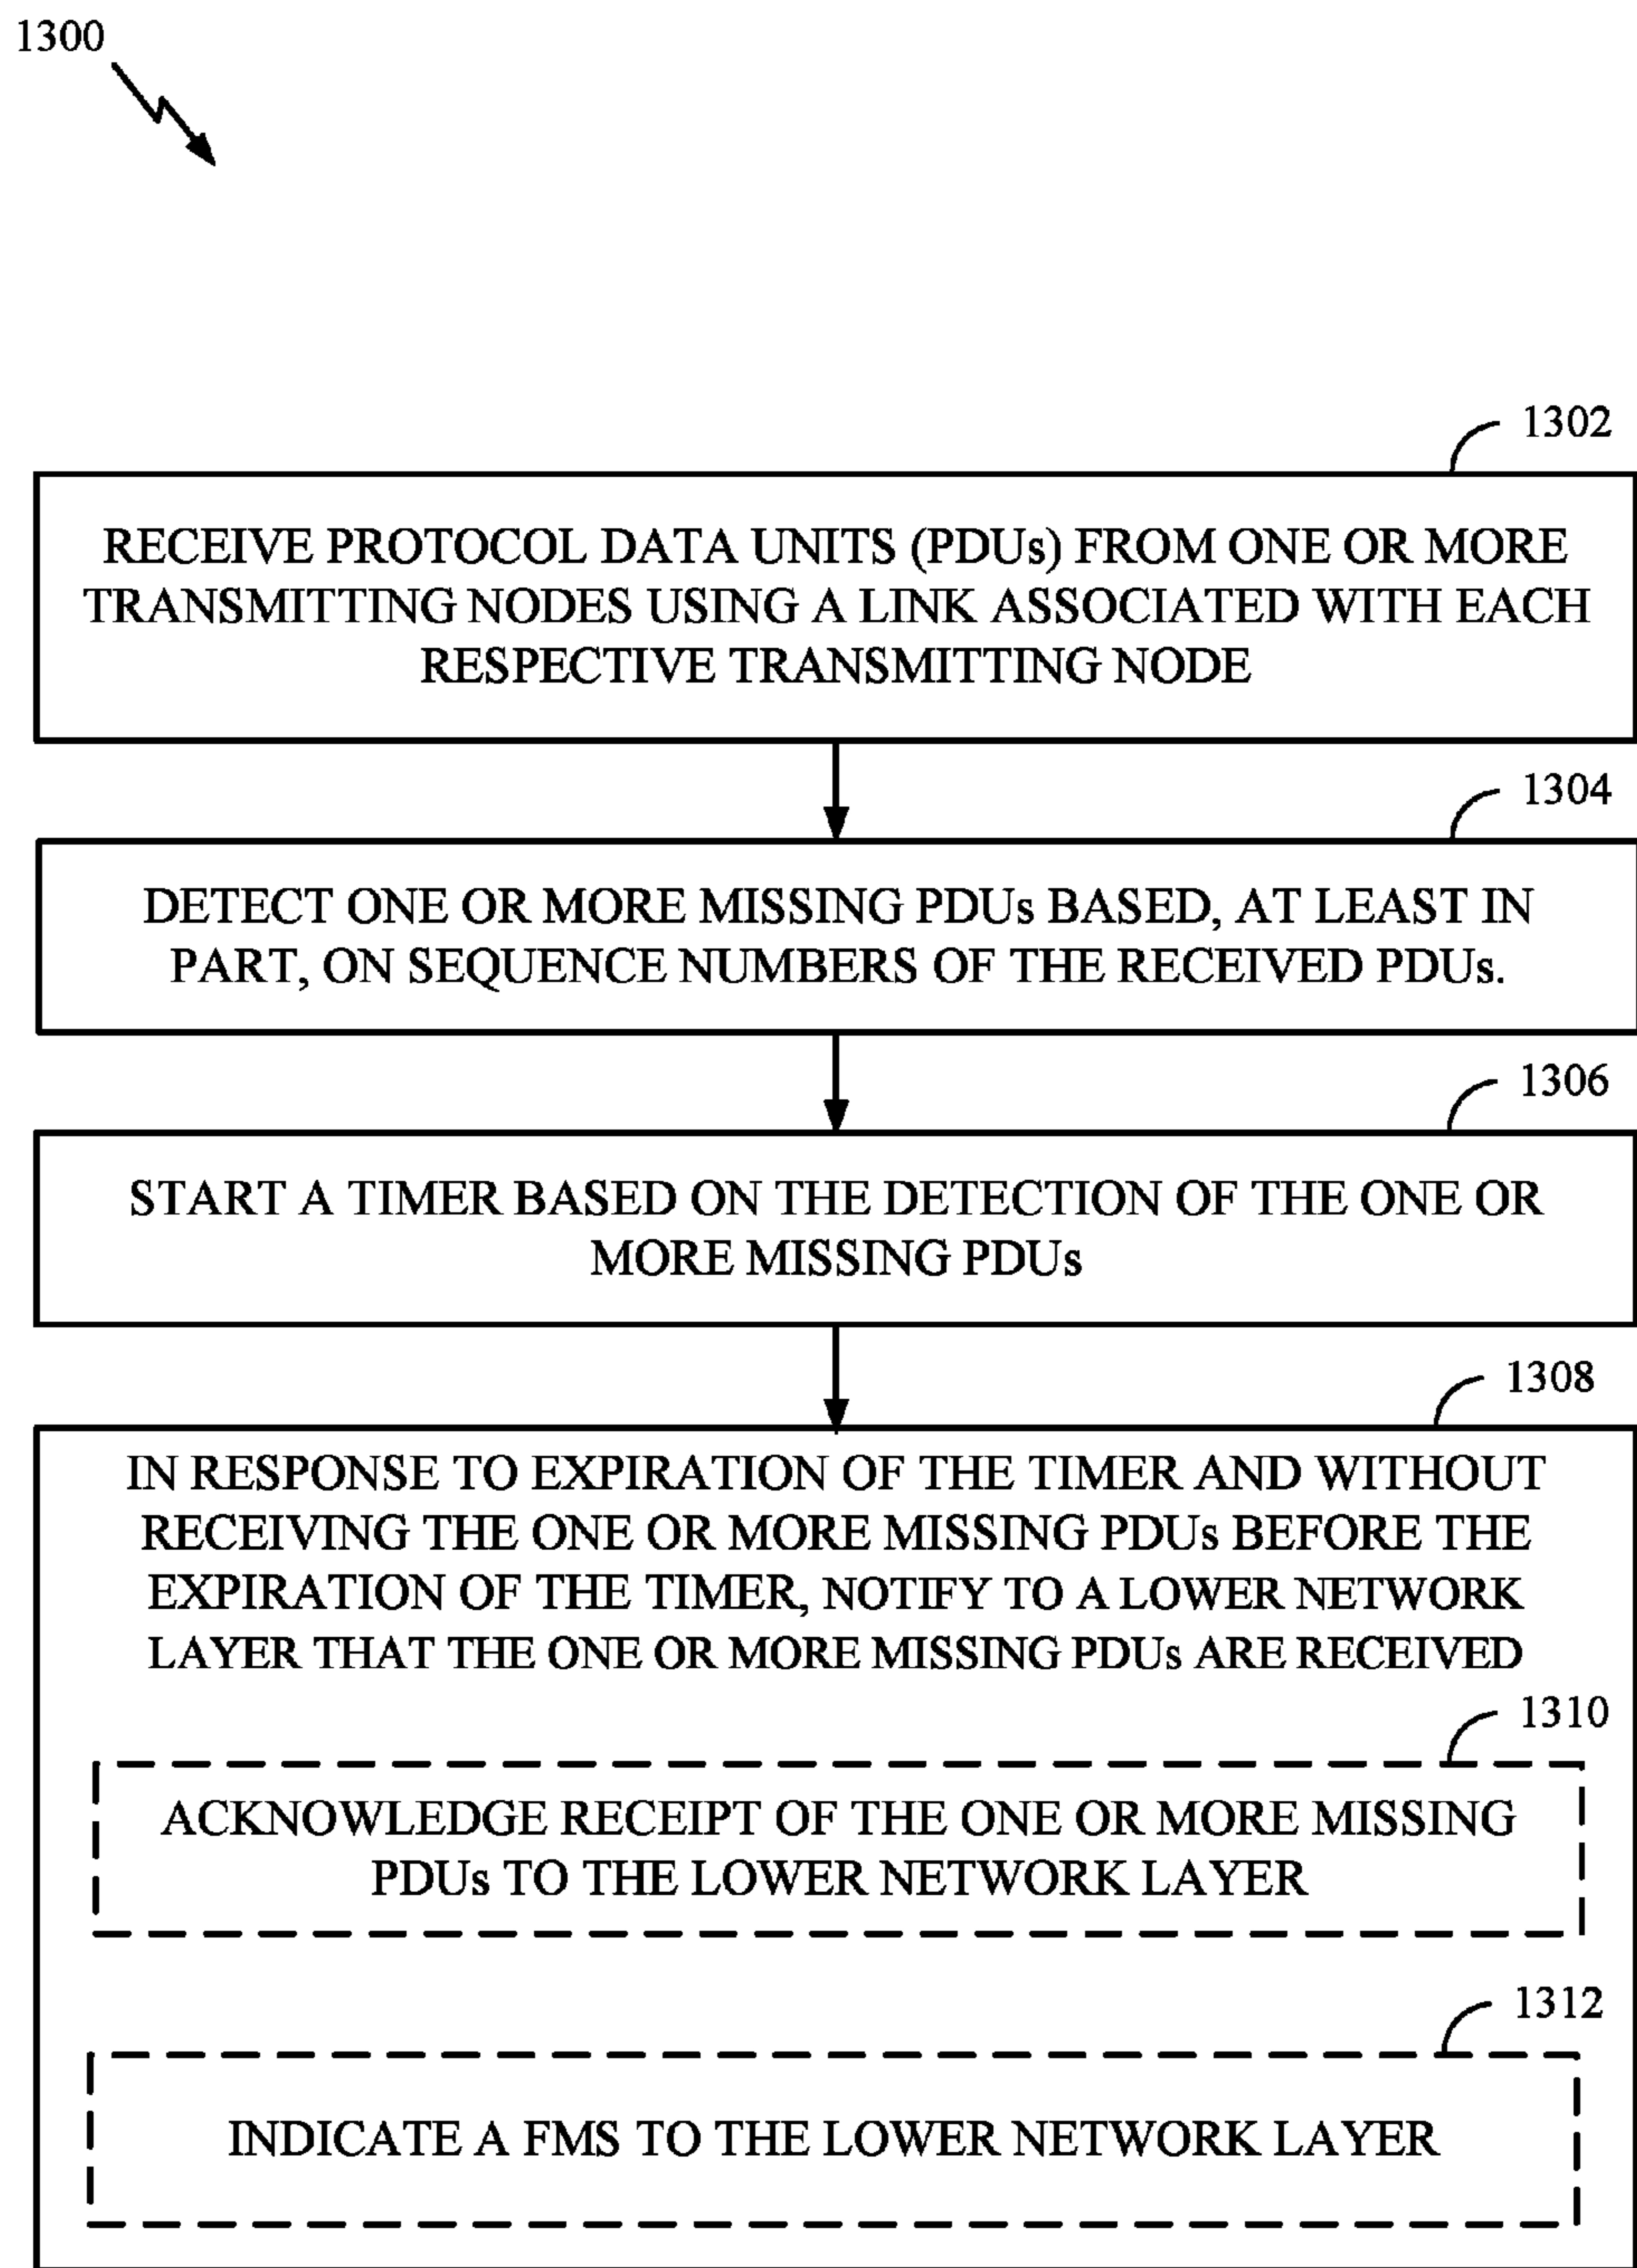 1300
1302
RECEIVE PROTOCOL DATA UNITS (PDUs) FROM ONE OR MORE
TRANSMITTING NODES USING A LINK ASSOCIATED WITH EACH
RESPECTIVE TRANSMITTING NODE
1304
DETECT ONE OR MORE MISSING PDUs BASED, AT LEAST IN
PART, ON SEQUENCE NUMBERS OF THE RECEIVED PDUs.
1306
START A TIMER BASED ON THE DETECTION OF THE ONE OR
MORE MISSING PDUs
1308
IN RESPONSE TO EXPIRATION OF THE TIMER AND WITHOUT
RECEIVING THE ONE OR MORE MISSING PDUs BEFORE THE
EXPIRATION OF THE TIMER, NOTIFY TO A LOWER NETWORK
LAYER THAT THE ONE OR MORE MISSING PDUs ARE RECEIVED
1310
ACKNOWLEDGE RECEIPT OF THE ONE OR MORE MISSING
PDUs TO THE LOWER NETWORK LAYER
1312
INDICATE A FMS TO THE LOWER NETWORK LAYER